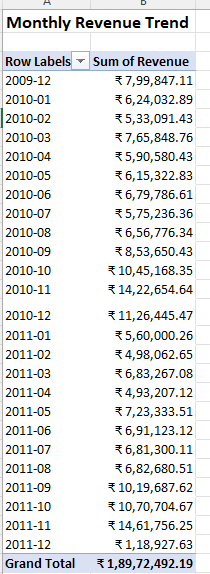 A B
Monthly Revenue Trend
Row Labels Sum of Revenue
2009-12 ₹ 7,99,847.11
2010-01 ₹ 6,24,032.89
2010-02 ₹ 5,33,091.43
2010-03 ₹ 7,65,848.76
2010-04 ₹ 5,90,580.43
2010-05 ₹ 6,15,322.83
2010-06 ₹ 6,79,786.61
2010-07 ₹ 5,75,236.36
2010-08 ₹ 6,56,776.34
2010-09 ₹ 8,53,650.43
2010-10 ₹ 10,45,168.35
2010-11 ₹ 14,22,654.64
2010-12 ₹ 11,26,445.47
2011-01 ₹ 5,60,000.26
2011-02 ₹ 4,98,062.65
2011-03 ₹ 6,83,267.08
2011-04 ₹ 4,93,207.12
2011-05 ₹ 7,23,333.51
2011-06 ₹ 6,91,123.12
2011-07 ₹ 6,81,300.11
2011-08 ₹ 6,82,680.51
2011-09 ₹ 10,19,687.62
2011-10 ₹ 10,70,704.67
2011-11 ₹ 14,61,756.25
2011-12 ₹ 1,18,927.63
Grand Total ₹ 1,89,72,492.19